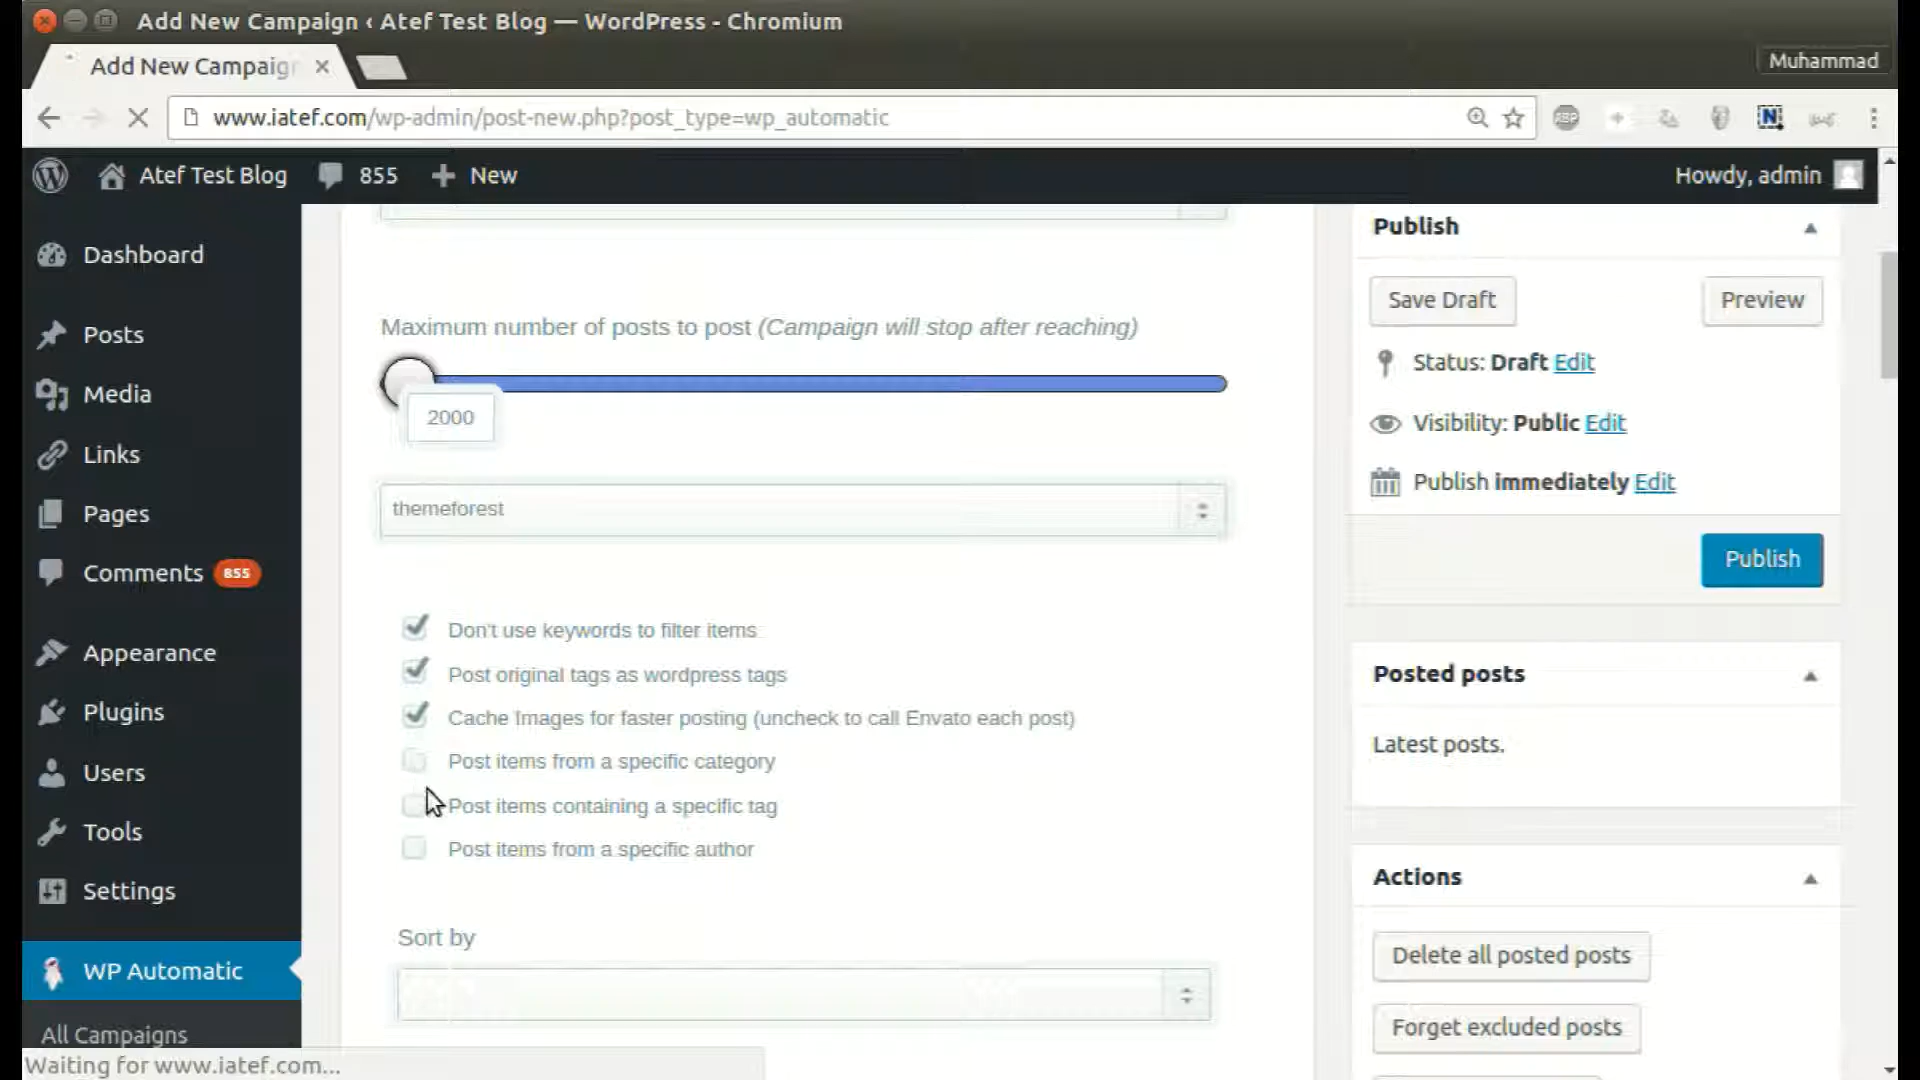 Add New Campaign ‹ Atef Test Blog — WordPress - Chromium
Add New Campaign
Muhammad
www.iatef.com/wp-admin/post-new.php?post_type=wp_automatic
ABP
N
Atef Test Blog
855
New
Howdy, admin
Dashboard
Posts
Media
Links
Pages
Comments 855
Appearance
Plugins
Users
Tools
Settings
WP Automatic
All Campaigns
Waiting for www.iatef.com...
Maximum number of posts to post (Campaign will stop after reaching)
2000
themeforest
Don't use keywords to filter items
Post original tags as wordpress tags
Cache Images for faster posting (uncheck to call Envato each post)
Post items from a specific category
Post items containing a specific tag
Post items from a specific author
Sort by
Publish
Save Draft
Preview
Status: Draft Edit
Visibility: Public Edit
Publish immediately Edit
Publish
Posted posts
Latest posts.
Actions
Delete all posted posts
Forget excluded posts